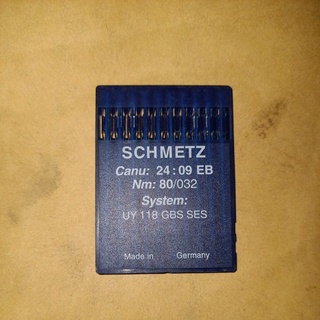 SCHMETZ
Canu: 24 : 09 EB
Nm: 80/032
System:
UY 118 GBS SES
Made in Germany